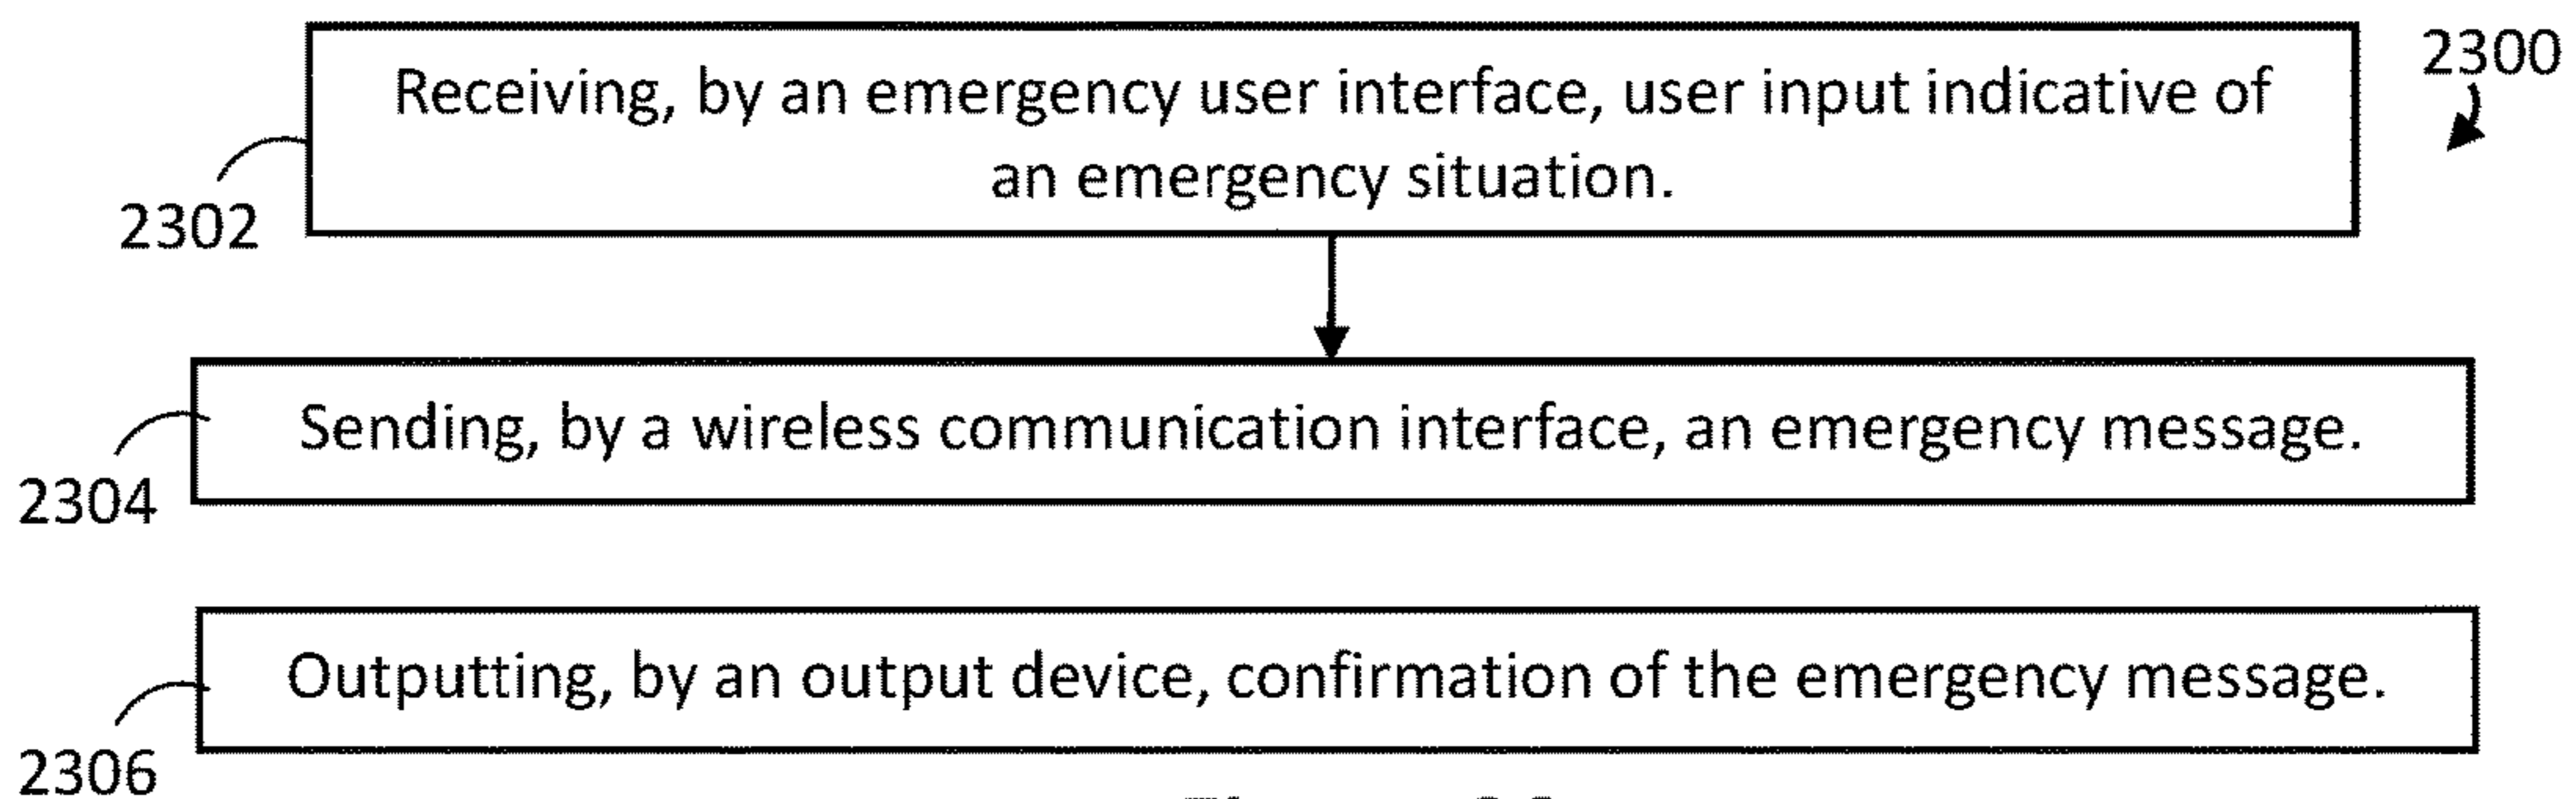 Receiving, by an emergency user interface, user input indicative of
an emergency situation.
2300
2302
Sending, by a wireless communication interface, an emergency message.
2304
Outputting, by an output device, confirmation of the emergency message.
2306